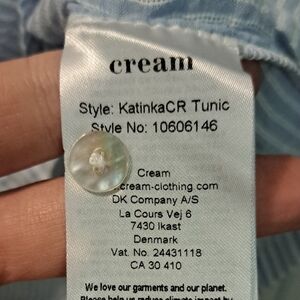 cream
Style: KatinkaCR Tunic
Style No: 10606146
Cream
cream-clothing.com
DK Company A/S
La Cours Vej 6
7430 Ikast
Denmark
Vat. No. 24431118
CA 30 410
We love our garments and our planet.
Please help us reduce climate impact by